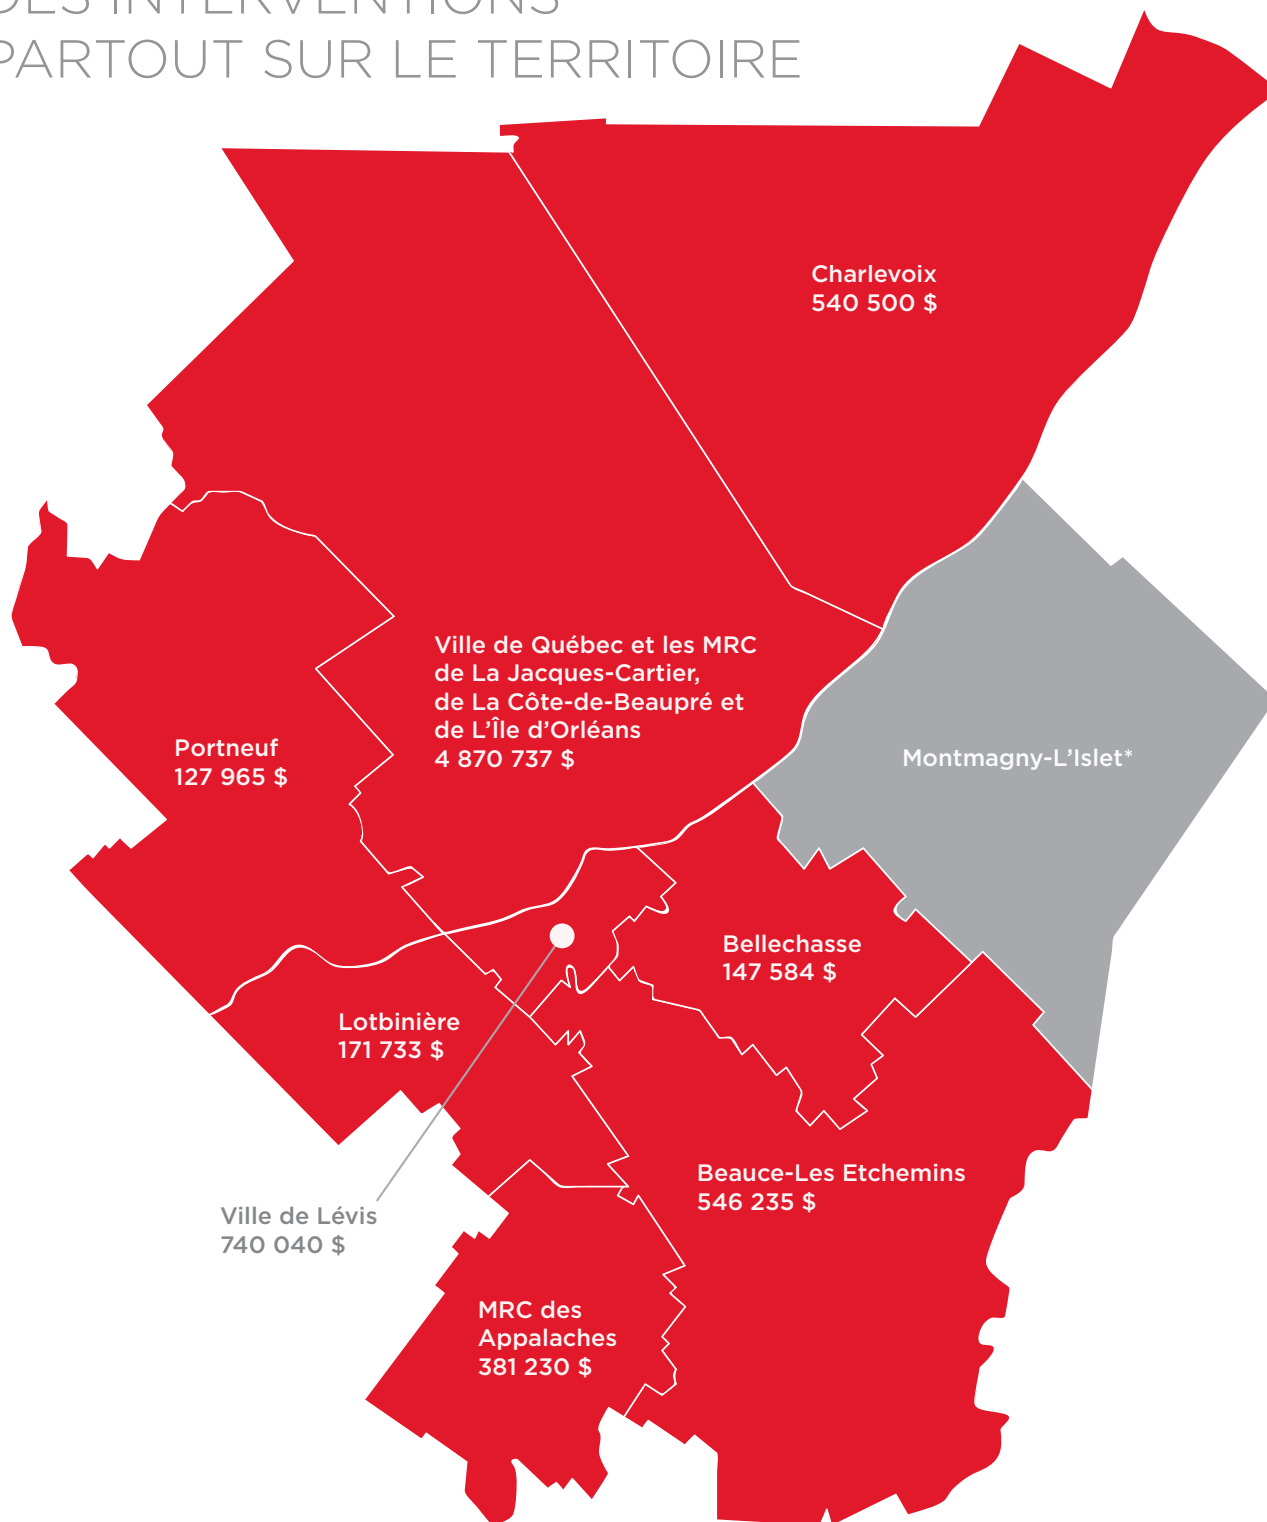 DES INTERVENTIONS
PARTOUT SUR LE TERRITOIRE
Charlevoix
540 500 $
Ville de Québec et les MRC
de La Jacques-Cartier,
de La Côte-de-Beaupré et
de L'Île d'Orléans
4 870 737 $
Portneuf
127 965 $
Montmagny-L'Islet*
Bellechasse
147 584 $
Lotbinière
171 733 $
Beauce-Les Etchemins
546 235 $
Ville de Lévis
740 040 $
MRC des
Appalaches
381 230 $